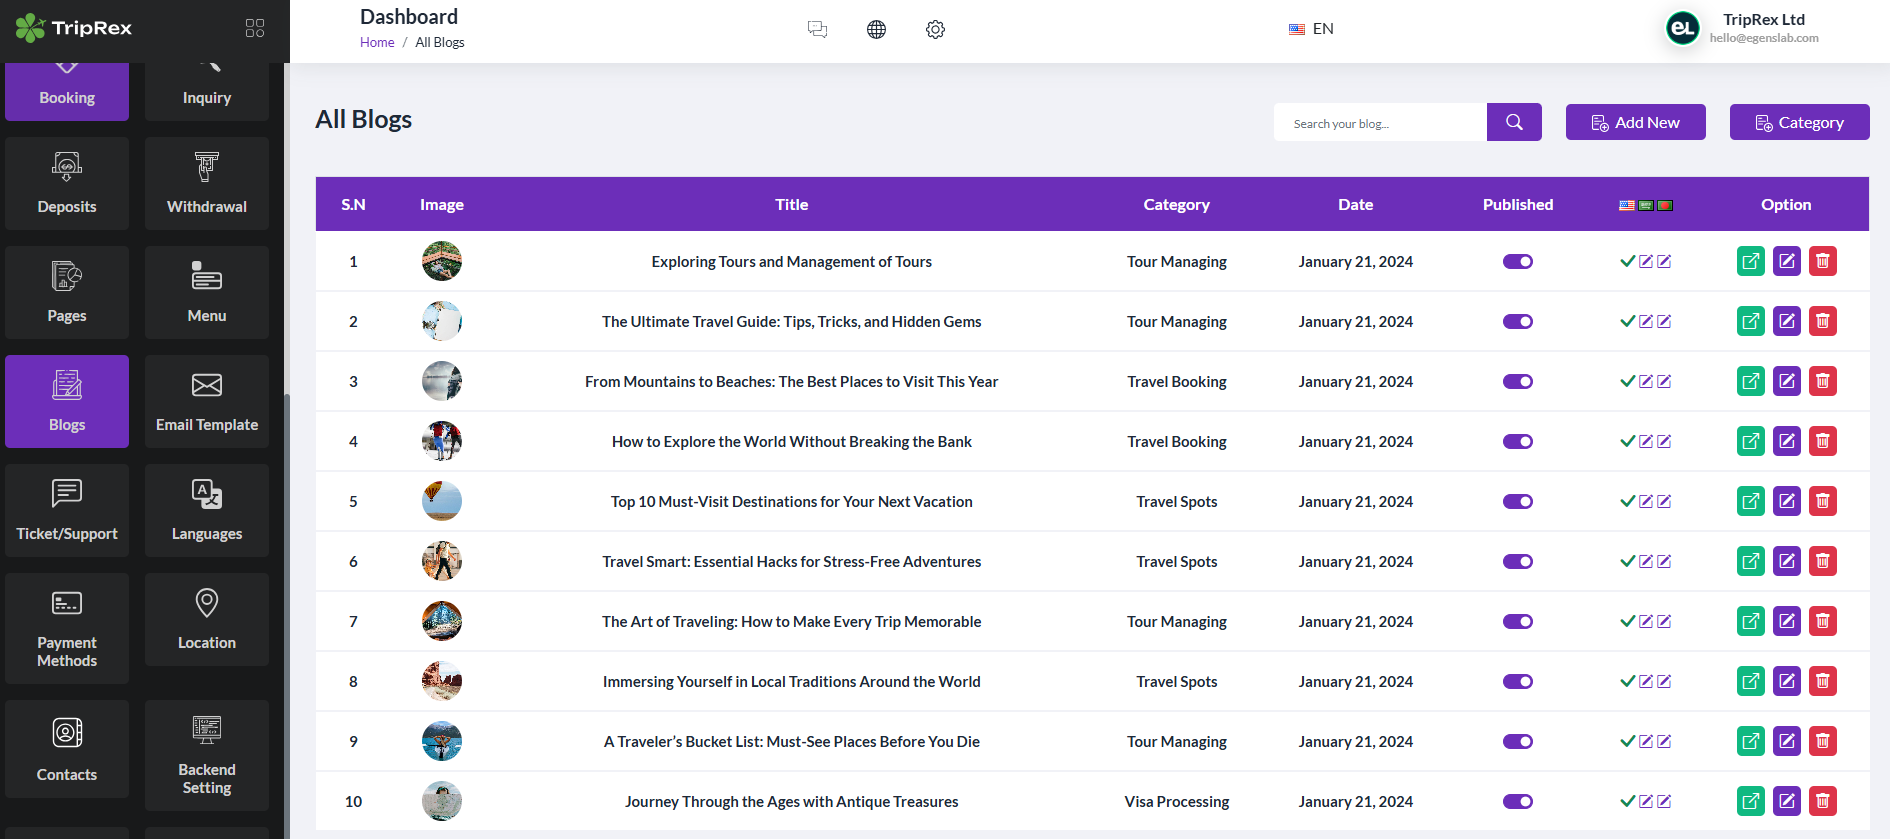 TripRex
Dashboard
Home / All Blogs
EN
eL
TripRex Ltd
hello@egenslab.com
Booking
Inquiry
Deposits
Withdrawal
Pages
Menu
Blogs
Email Template
Ticket/Support
Languages
Payment
Methods
Location
Contacts
Backend
Setting
All Blogs
Search your blog...
Add New
Category
S.N Image Title Category Date Published Option
1 Exploring Tours and Management of Tours Tour Managing January 21, 2024
2 The Ultimate Travel Guide: Tips, Tricks, and Hidden Gems Tour Managing January 21, 2024
3 From Mountains to Beaches: The Best Places to Visit This Year Travel Booking January 21, 2024
4 How to Explore the World Without Breaking the Bank Travel Booking January 21, 2024
5 Top 10 Must-Visit Destinations for Your Next Vacation Travel Spots January 21, 2024
6 Travel Smart: Essential Hacks for Stress-Free Adventures Travel Spots January 21, 2024
7 The Art of Traveling: How to Make Every Trip Memorable Tour Managing January 21, 2024
8 Immersing Yourself in Local Traditions Around the World Travel Spots January 21, 2024
9 A Traveler’s Bucket List: Must-See Places Before You Die Tour Managing January 21, 2024
10 Journey Through the Ages with Antique Treasures Visa Processing January 21, 2024